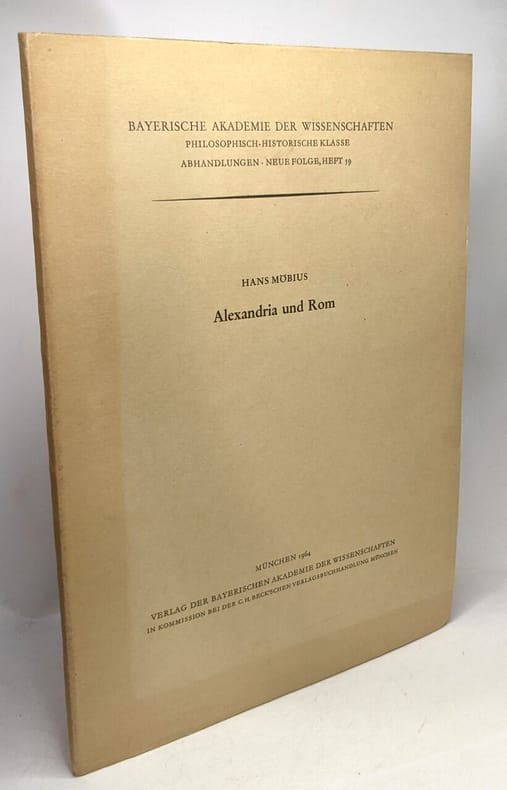 BAYERISCHE AKADEMIE DER WISSENSCHAFTEN
PHILOSOPHISCH-HISTORISCHE KLASSE
ABHANDLUNGEN · NEUE FOLGE, HEFT 59
HANS MÖBIUS
Alexandria und Rom
MÜNCHEN 1964
VERLAG DER BAYERISCHEN AKADEMIE DER WISSENSCHAFTEN
IN KOMMISSION BEI DER C. H. BECK'SCHEN VERLAGSBUCHHANDLUNG MÜNCHEN